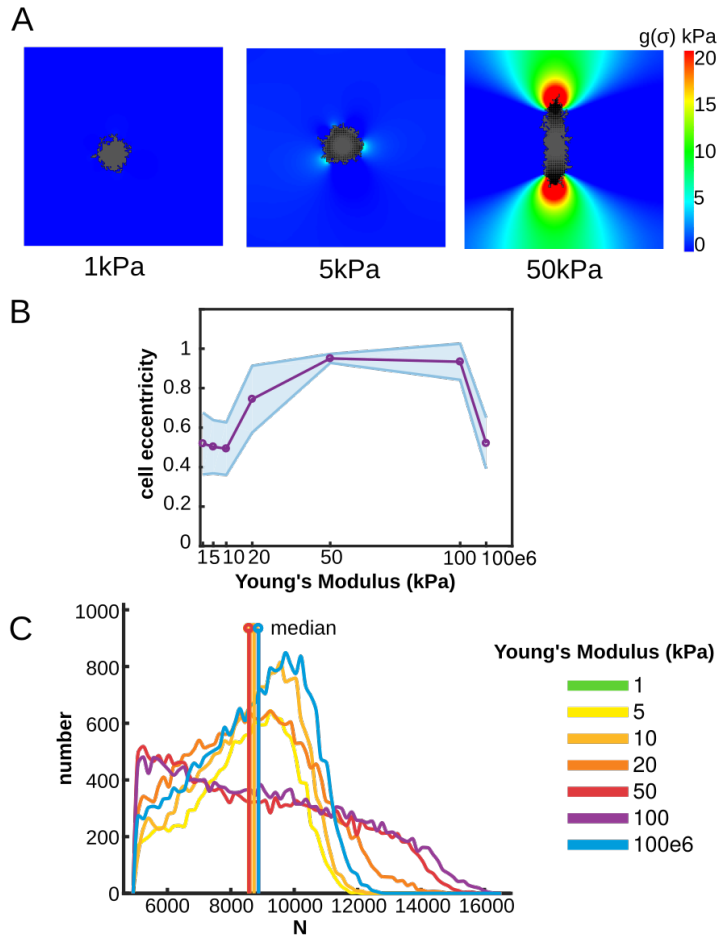 A
g(σ) kPa
20
15
10
5
0
1kPa
5kPa
50kPa
B
cell eccentricity
1
0.8
0.6
0.4
0.2
0
1 5 10 20 50 100 100e6
Young's Modulus (kPa)
C
number
1000
800
600
400
200
0
median
6000 8000 10000 12000 14000 16000
N
Young's Modulus (kPa)
1
5
10
20
50
100
100e6